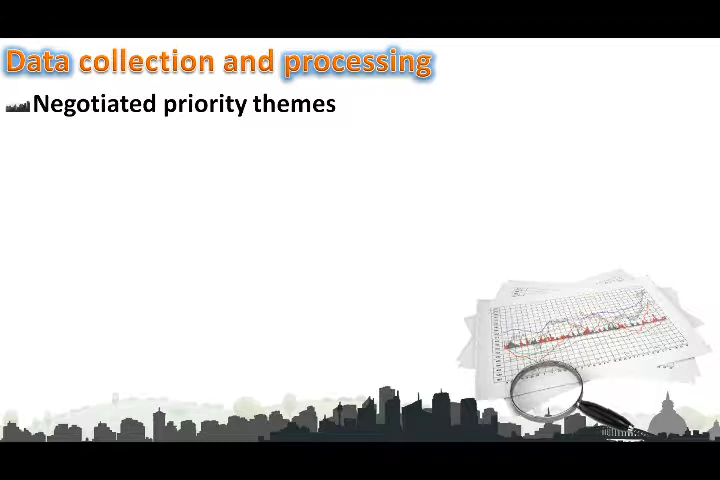 Data collection and processing
Negotiated priority themes